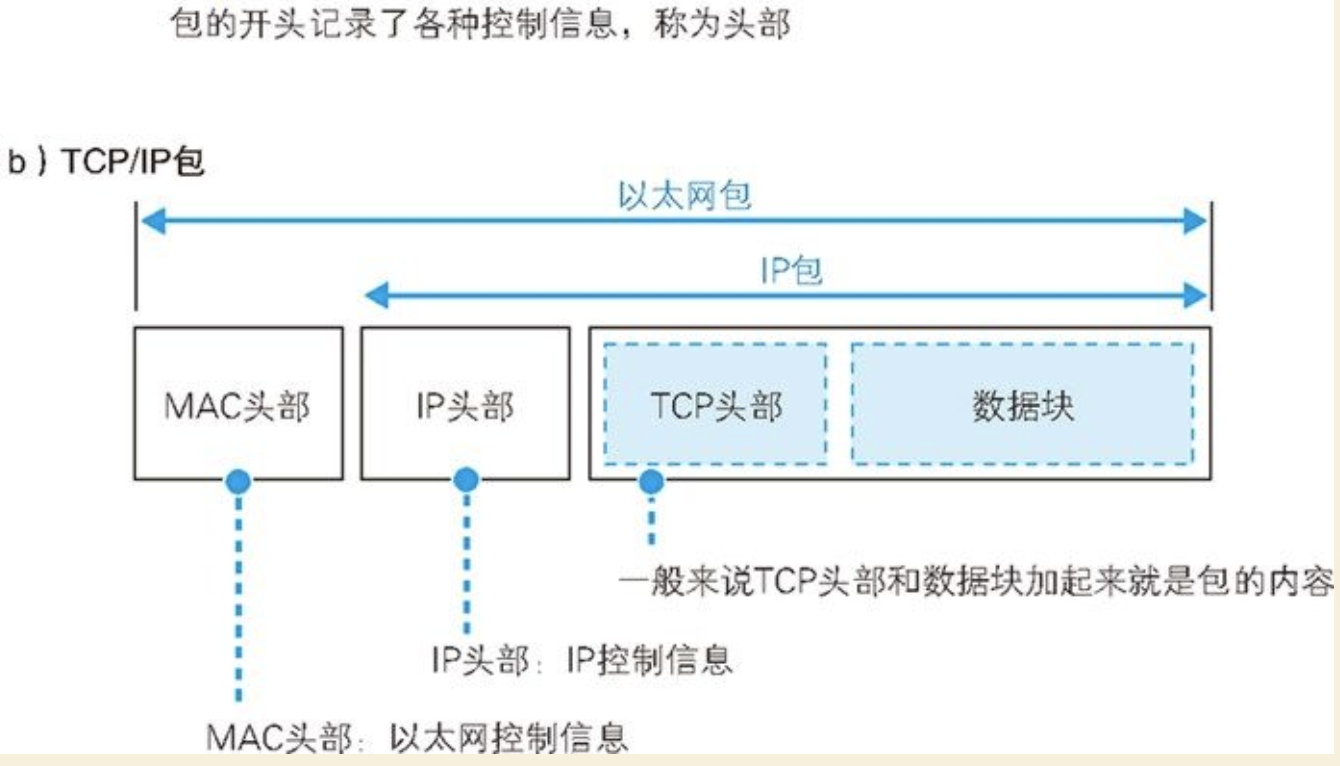 包的开头记录了各种控制信息，称为头部
b）TCP/IP包
以太网包
IP包
MAC头部
IP头部
TCP头部
数据块
一般来说TCP头部和数据块加起来就是包的内容
IP头部：IP控制信息
MAC头部：以太网控制信息